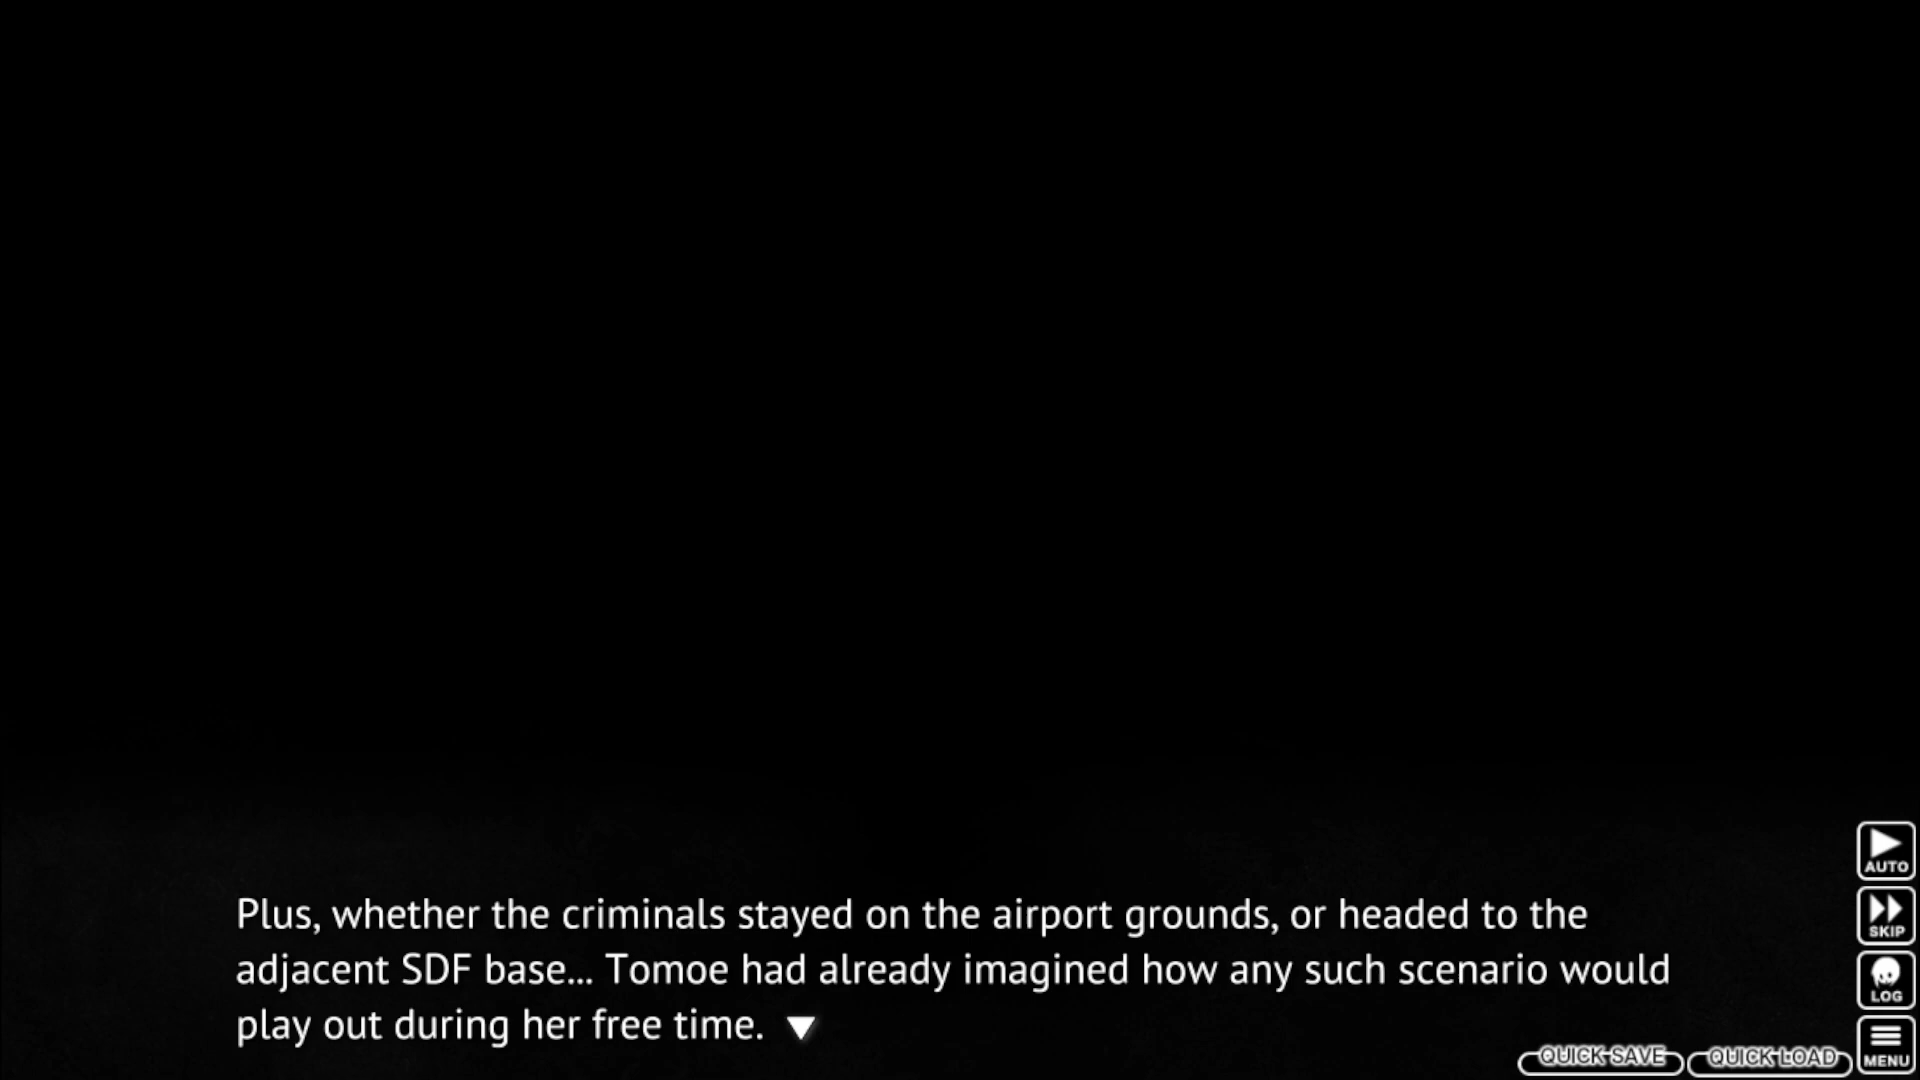 Plus, whether the criminals stayed on the airport grounds, or headed to the
adjacent SDF base... Tomoe had already imagined how any such scenario would
play out during her free time.
AUTO
SKIP
LOG
MENU
QUICK SAVE
QUICK LOAD